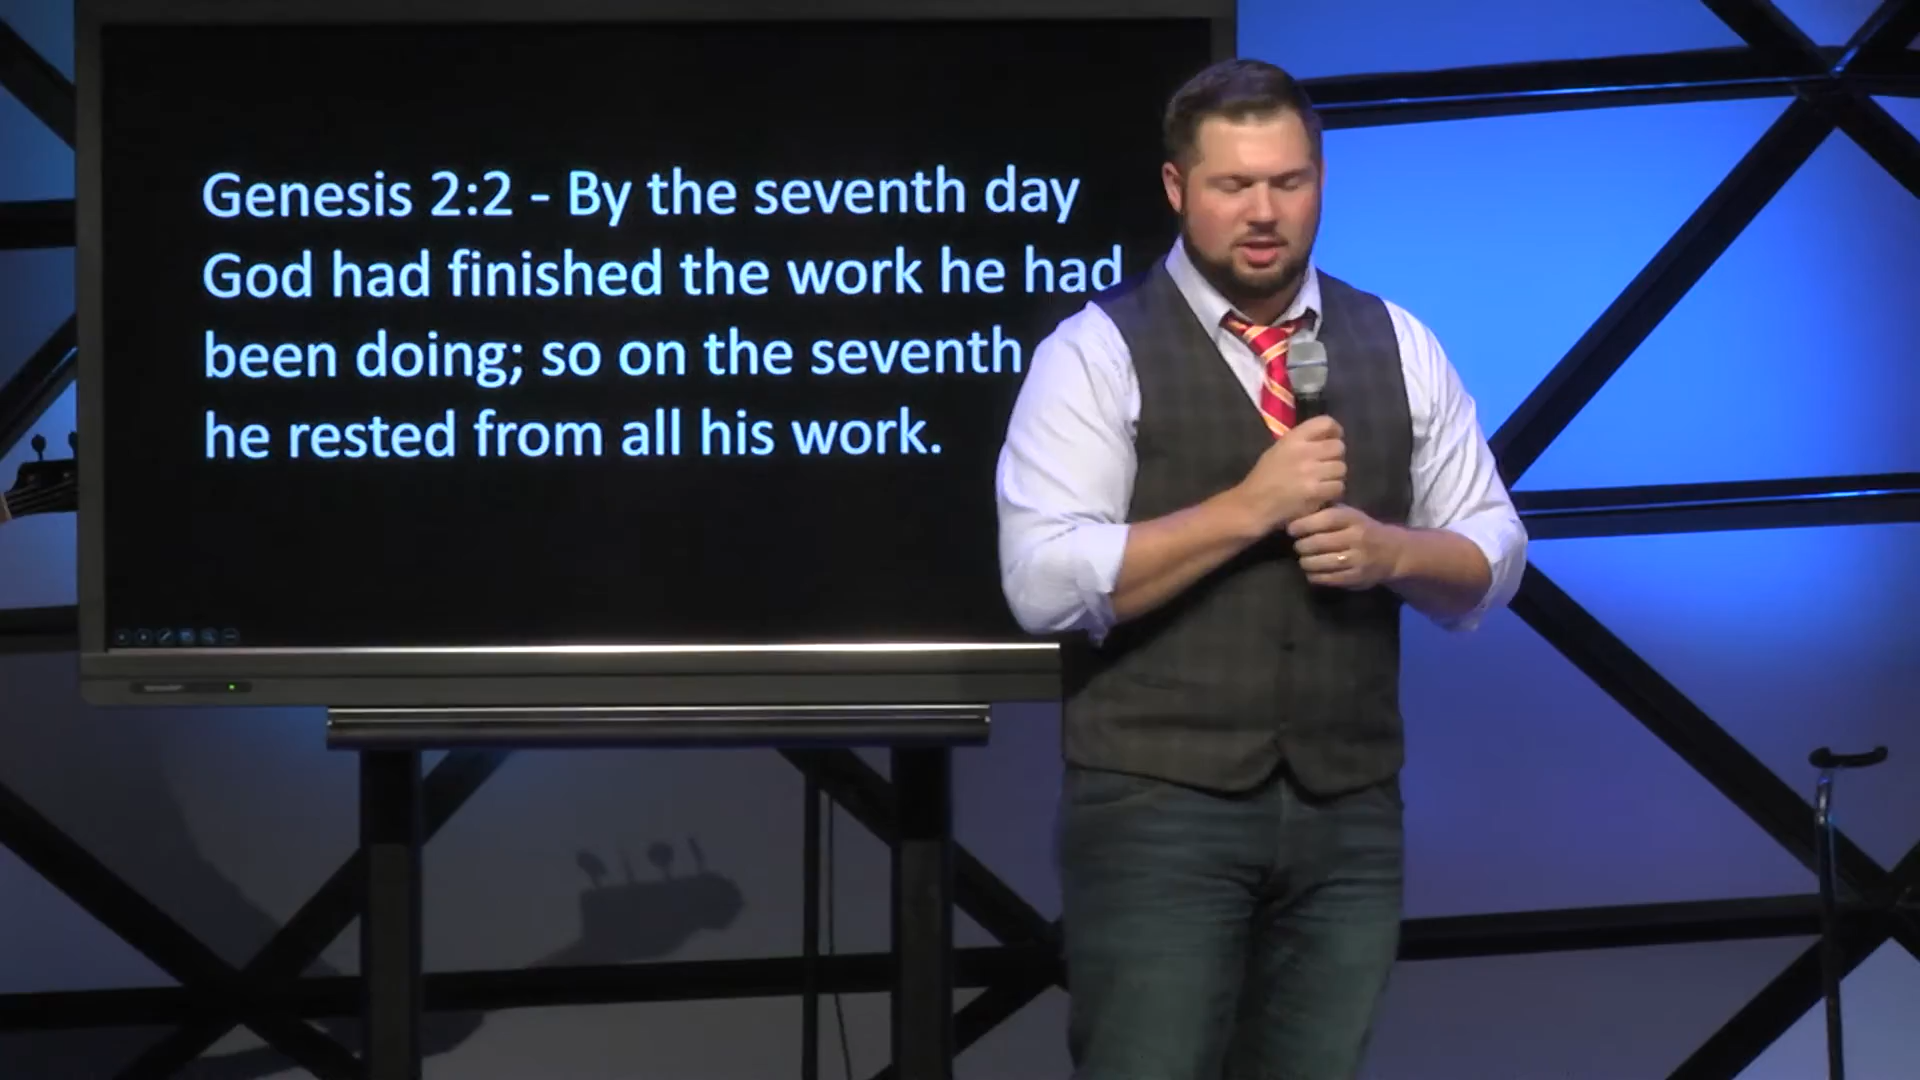 Genesis 2:2 - By the seventh day
God had finished the work he had
been doing; so on the seventh
he rested from all his work.